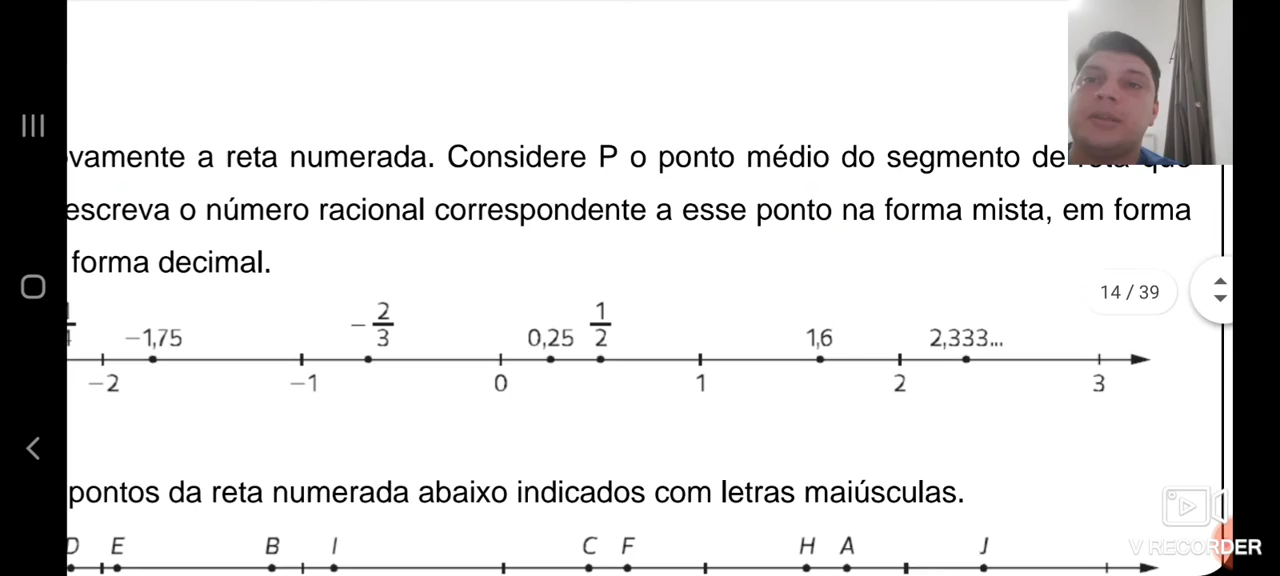 vamente a reta numerada. Considere P o ponto médio do segmento de
escreva o número racional correspondente a esse ponto na forma mista, em forma
forma decimal.
14 / 39
−1,75 −2/3 0,25 1/2 1,6 2,333...
−2 −1 0 1 2 3
pontos da reta numerada abaixo indicados com letras maiúsculas.
D E B I C F H A J
V RECORDER